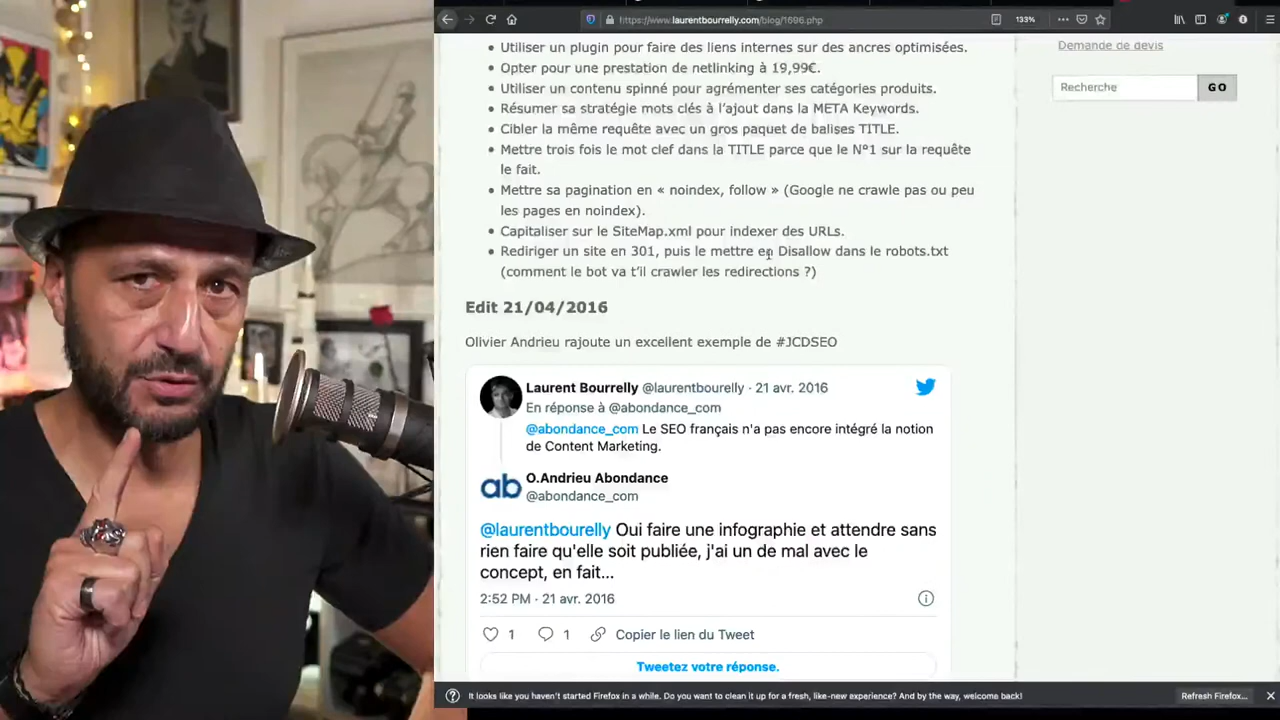 https://www.laurentbourrelly.com/blog/1696.php
133%
Utiliser un plugin pour faire des liens internes sur des ancres optimisées.
Opter pour une prestation de netlinking à 19,99€.
Utiliser un contenu spinné pour agrémenter ses catégories produits.
Résumer sa stratégie mots clés à l'ajout dans la META Keywords.
Cibler la même requête avec un gros paquet de balises TITLE.
Mettre trois fois le mot clef dans la TITLE parce que le N°1 sur la requête
le fait.
Mettre sa pagination en « noindex, follow » (Google ne crawle pas ou peu
les pages en noindex).
Capitaliser sur le SiteMap.xml pour indexer des URLs.
Rediriger un site en 301, puis le mettre en Disallow dans le robots.txt
(comment le bot va t'il crawler les redirections ?)
Demande de devis
Recherche
GO
Edit 21/04/2016
Olivier Andrieu rajoute un excellent exemple de #JCDSEO
Laurent Bourrelly @laurentbourelly · 21 avr. 2016
En réponse à @abondance_com
@abondance_com Le SEO français n'a pas encore intégré la notion
de Content Marketing.
ab
O.Andrieu Abondance
@abondance_com
@laurentbourelly Oui faire une infographie et attendre sans
rien faire qu'elle soit publiée, j'ai un de mal avec le
concept, en fait...
2:52 PM · 21 avr. 2016
1
1
Copier le lien du Tweet
Tweetez votre réponse.
It looks like you haven't started Firefox in a while. Do you want to clean it up for a fresh, like-new experience? And by the way, welcome back!
Refresh Firefox...